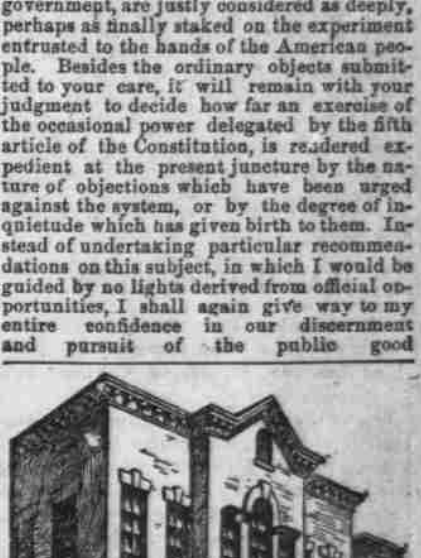 government, are justly considered as deeply,
perhaps as finally staked on the experiment
entrusted to the hands of the American peo-
ple. Besides the ordinary objects submit-
ted to your care, it will remain with your
judgment to decide how far an exercise of
the occasional power delegated by the fifth
article of the Constitution, is readered ex-
pedient at the present juncture by the na-
ture of objections which have been urged
against the system, or by the degree of in-
quietude which has given birth to them. In-
stead of undertaking particular recommen-
dations on this subject, in which I would be
guided by no lights derived from official op-
portunities, I shall again give way to my
entire confidence in our discernment
and pursuit of the public good